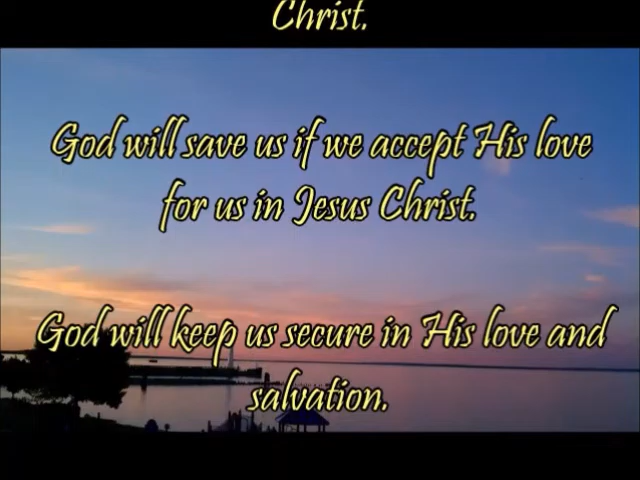 Christ.
God will save us if we accept His love
for us in Jesus Christ.
God will keep us secure in His love and
salvation.